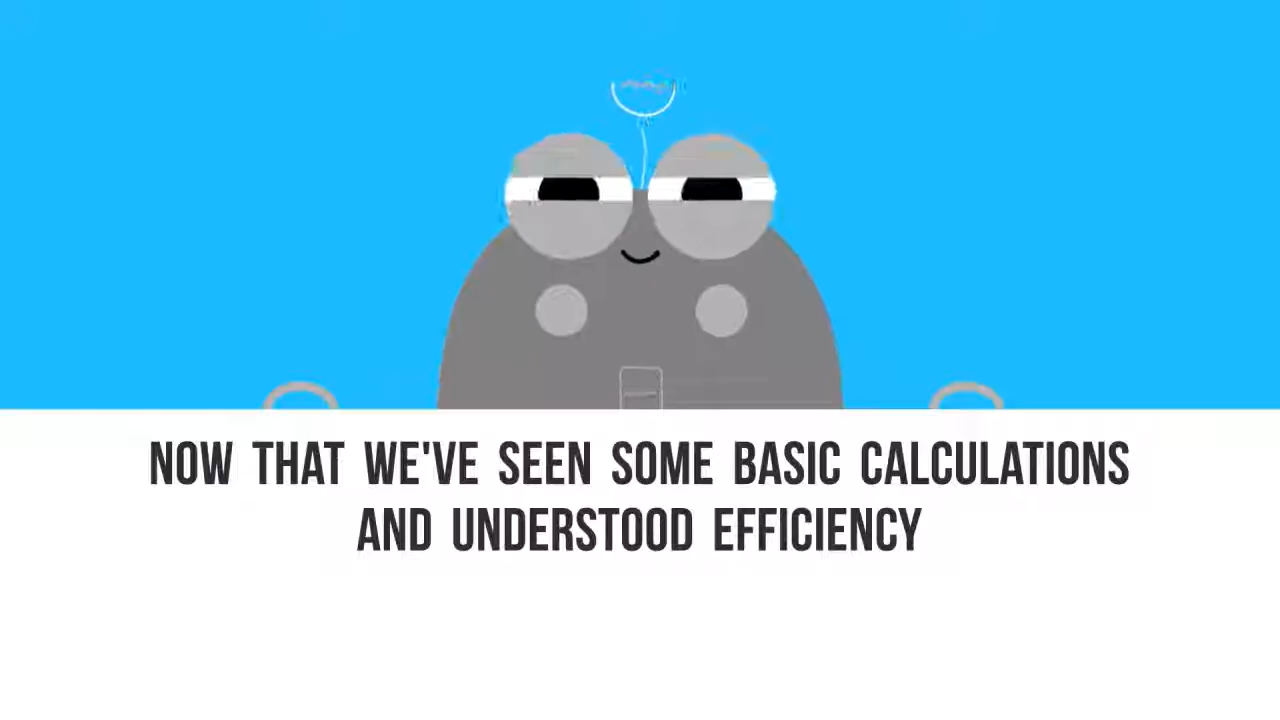 NOW THAT WE'VE SEEN SOME BASIC CALCULATIONS
AND UNDERSTOOD EFFICIENCY